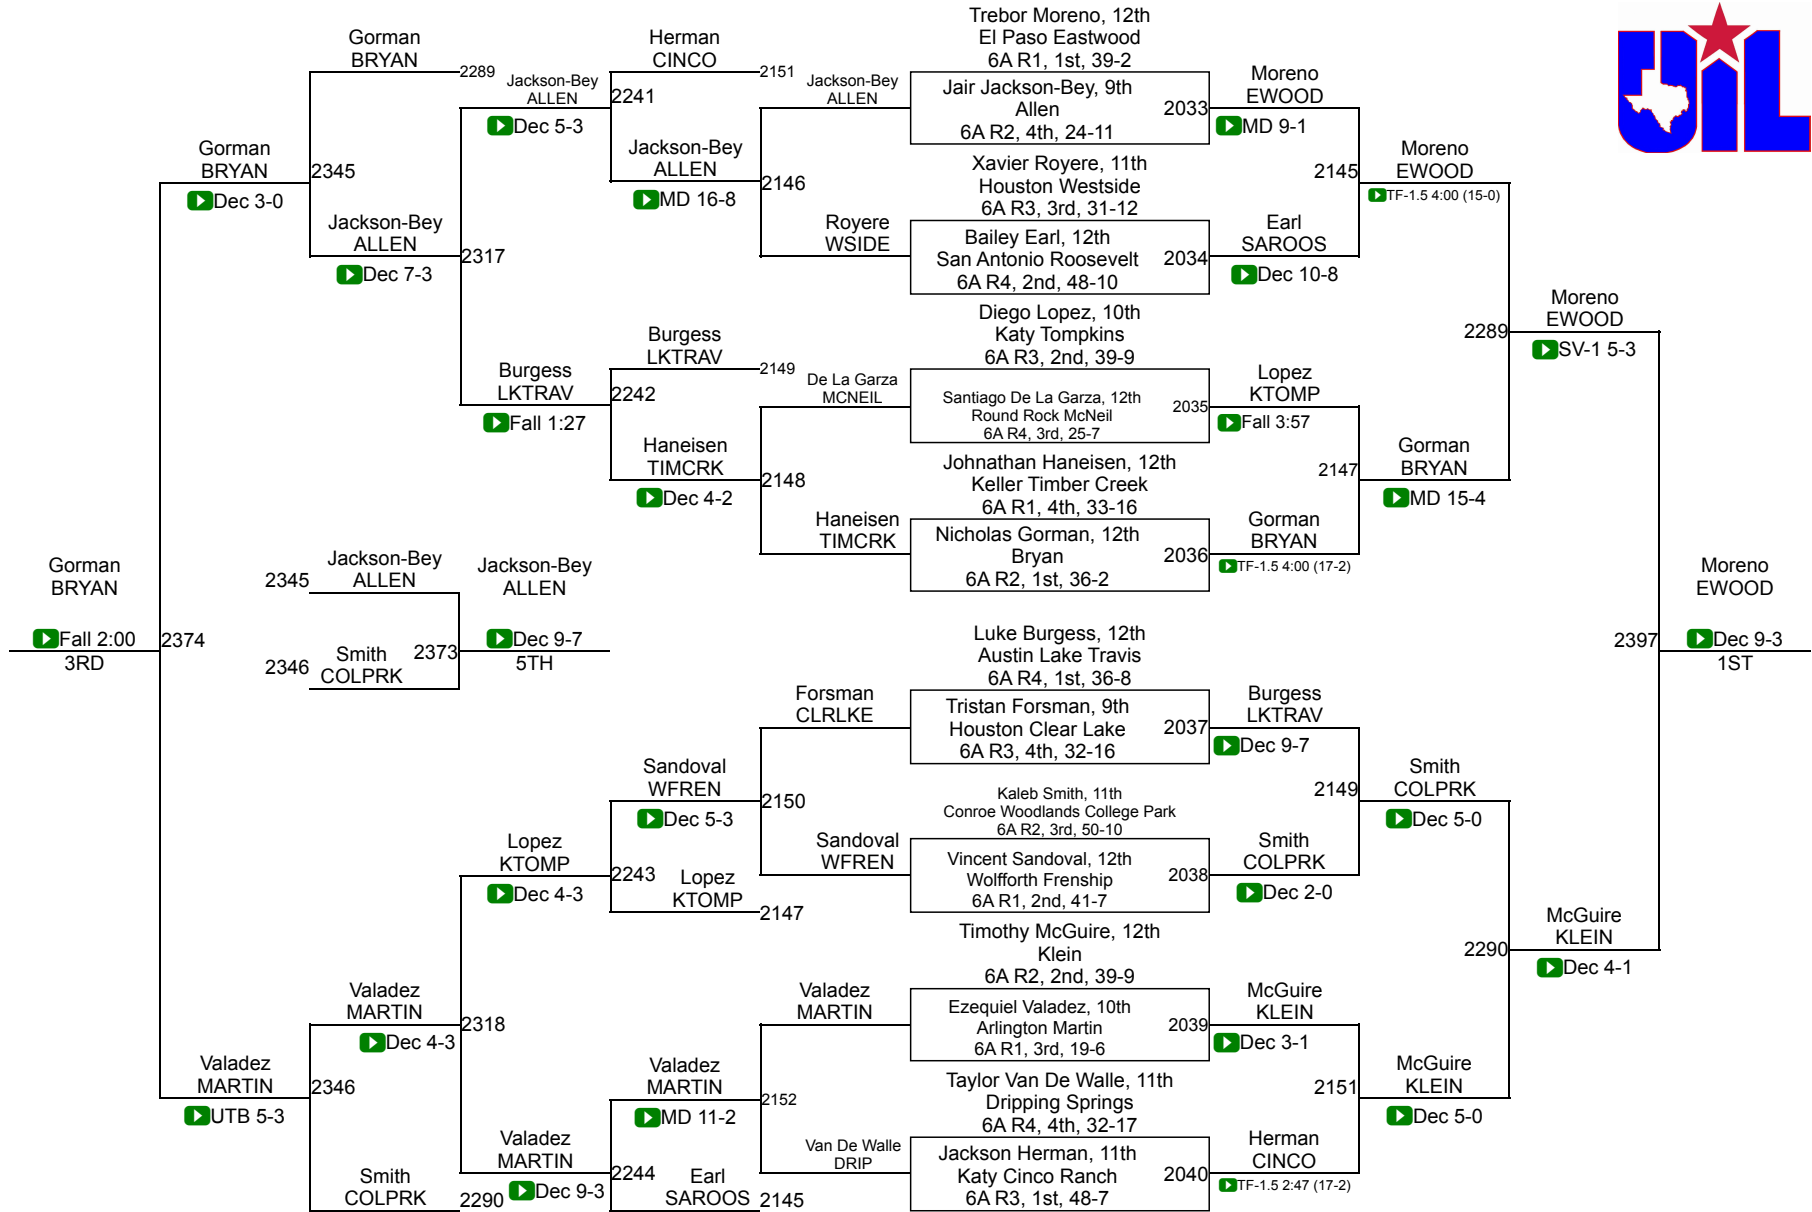 Gorman
BRYAN
2289
Jackson-Bey
ALLEN
Dec 5-3
Herman
CINCO
2151
2241
Jackson-Bey
ALLEN
MD 16-8
Jackson-Bey
ALLEN
2146
Royere
WSIDE
Gorman
BRYAN
Dec 3-0
2345
Jackson-Bey
ALLEN
Dec 7-3
2317
Burgess
LKTRAV
Fall 1:27
Burgess
LKTRAV
2149
2242
Haneisen
TIMCRK
Dec 4-2
De La Garza
MCNEIL
2148
Haneisen
TIMCRK
Trebor Moreno, 12th
El Paso Eastwood
6A R1, 1st, 39-2
Jair Jackson-Bey, 9th
Allen
6A R2, 4th, 24-11
2033
Moreno
EWOOD
MD 9-1
Xavier Royere, 11th
Houston Westside
6A R3, 3rd, 31-12
Bailey Earl, 12th
San Antonio Roosevelt
6A R4, 2nd, 48-10
2034
Earl
SAROOS
Dec 10-8
2145
Moreno
EWOOD
TF-1.5 4:00 (15-0)
Diego Lopez, 10th
Katy Tompkins
6A R3, 2nd, 39-9
Santiago De La Garza, 12th
Round Rock McNeil
6A R4, 3rd, 25-7
2035
Lopez
KTOMP
Fall 3:57
Johnathan Haneisen, 12th
Keller Timber Creek
6A R1, 4th, 33-16
Nicholas Gorman, 12th
Bryan
6A R2, 1st, 36-2
2036
Gorman
BRYAN
TF-1.5 4:00 (17-2)
2147
Gorman
BRYAN
MD 15-4
2289
Moreno
EWOOD
SV-1 5-3
UIL
Gorman
BRYAN
Fall 2:00
3RD
2374
2345
Jackson-Bey
ALLEN
2346
Smith
COLPRK
2373
Jackson-Bey
ALLEN
Dec 9-7
5TH
2397
Moreno
EWOOD
Dec 9-3
1ST
Forsman
CLRLKE
Sandoval
WFREN
Dec 5-3
2150
Sandoval
WFREN
Lopez
KTOMP
Dec 4-3
2243
Lopez
KTOMP
2147
Valadez
MARTIN
Dec 4-3
2318
Valadez
MARTIN
UTB 5-3
2346
Smith
COLPRK
2290
Valadez
MARTIN
Dec 9-3
Valadez
MARTIN
MD 11-2
2244
Earl
SAROOS
2145
Valadez
MARTIN
2152
Van De Walle
DRIP
Luke Burgess, 12th
Austin Lake Travis
6A R4, 1st, 36-8
Tristan Forsman, 9th
Houston Clear Lake
6A R3, 4th, 32-16
2037
Burgess
LKTRAV
Dec 9-7
Kaleb Smith, 11th
Conroe Woodlands College Park
6A R2, 3rd, 50-10
Vincent Sandoval, 12th
Wolfforth Frenship
6A R1, 2nd, 41-7
2038
Smith
COLPRK
Dec 2-0
2149
Smith
COLPRK
Dec 5-0
Timothy McGuire, 12th
Klein
6A R2, 2nd, 39-9
Ezequiel Valadez, 10th
Arlington Martin
6A R1, 3rd, 19-6
2039
McGuire
KLEIN
Dec 3-1
Taylor Van De Walle, 11th
Dripping Springs
6A R4, 4th, 32-17
Jackson Herman, 11th
Katy Cinco Ranch
6A R3, 1st, 48-7
2040
Herman
CINCO
TF-1.5 2:47 (17-2)
2151
McGuire
KLEIN
Dec 5-0
2290
McGuire
KLEIN
Dec 4-1